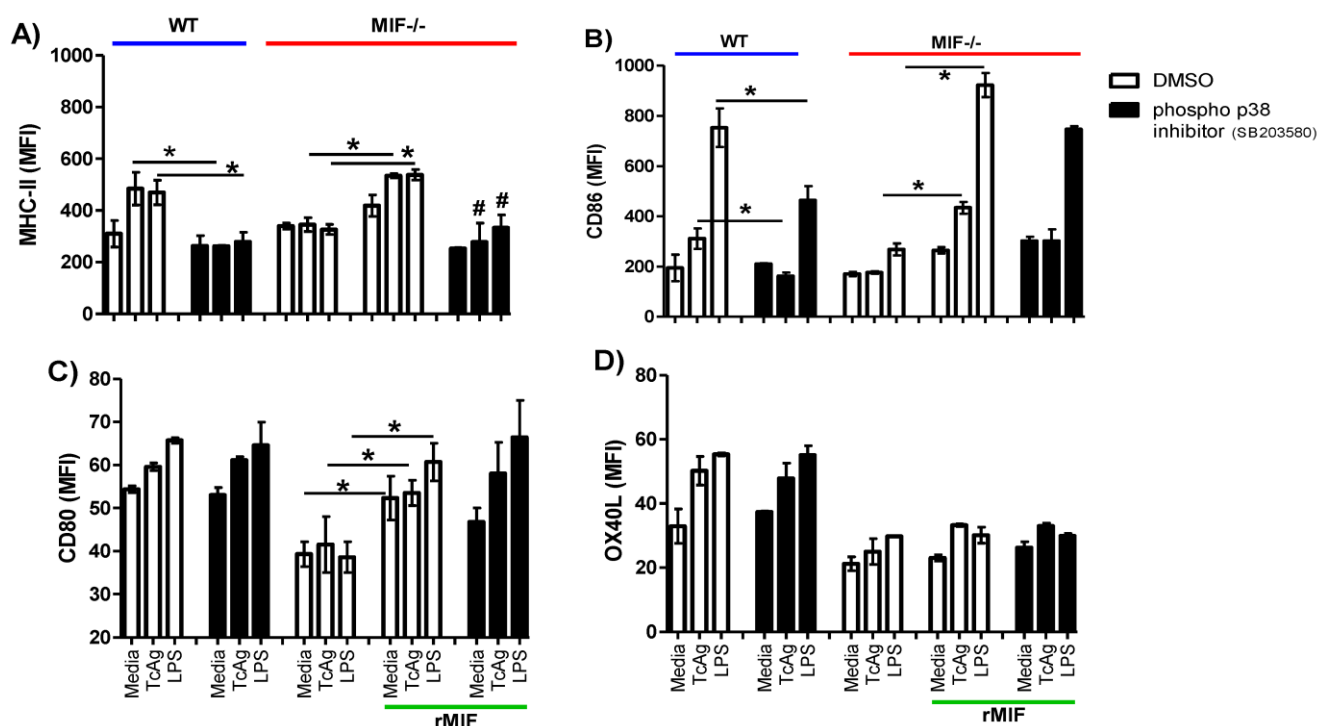 A)
WT
MIF-/-
MHC-II (MFI)
1000
800
600
400
200
0
*
*
*
*
#
#
B)
WT
MIF-/-
CD86 (MFI)
1000
800
600
400
200
0
*
*
*
*
DMSO
phospho p38
inhibitor (SB203580)
C)
CD80 (MFI)
80
70
60
50
40
30
20
*
*
*
Media
TcAg
LPS
Media
TcAg
LPS
Media
TcAg
LPS
Media
TcAg
LPS
Media
TcAg
LPS
rMIF
D)
OX40L (MFI)
80
60
40
20
0
Media
TcAg
LPS
Media
TcAg
LPS
Media
TcAg
LPS
Media
TcAg
LPS
Media
TcAg
LPS
rMIF